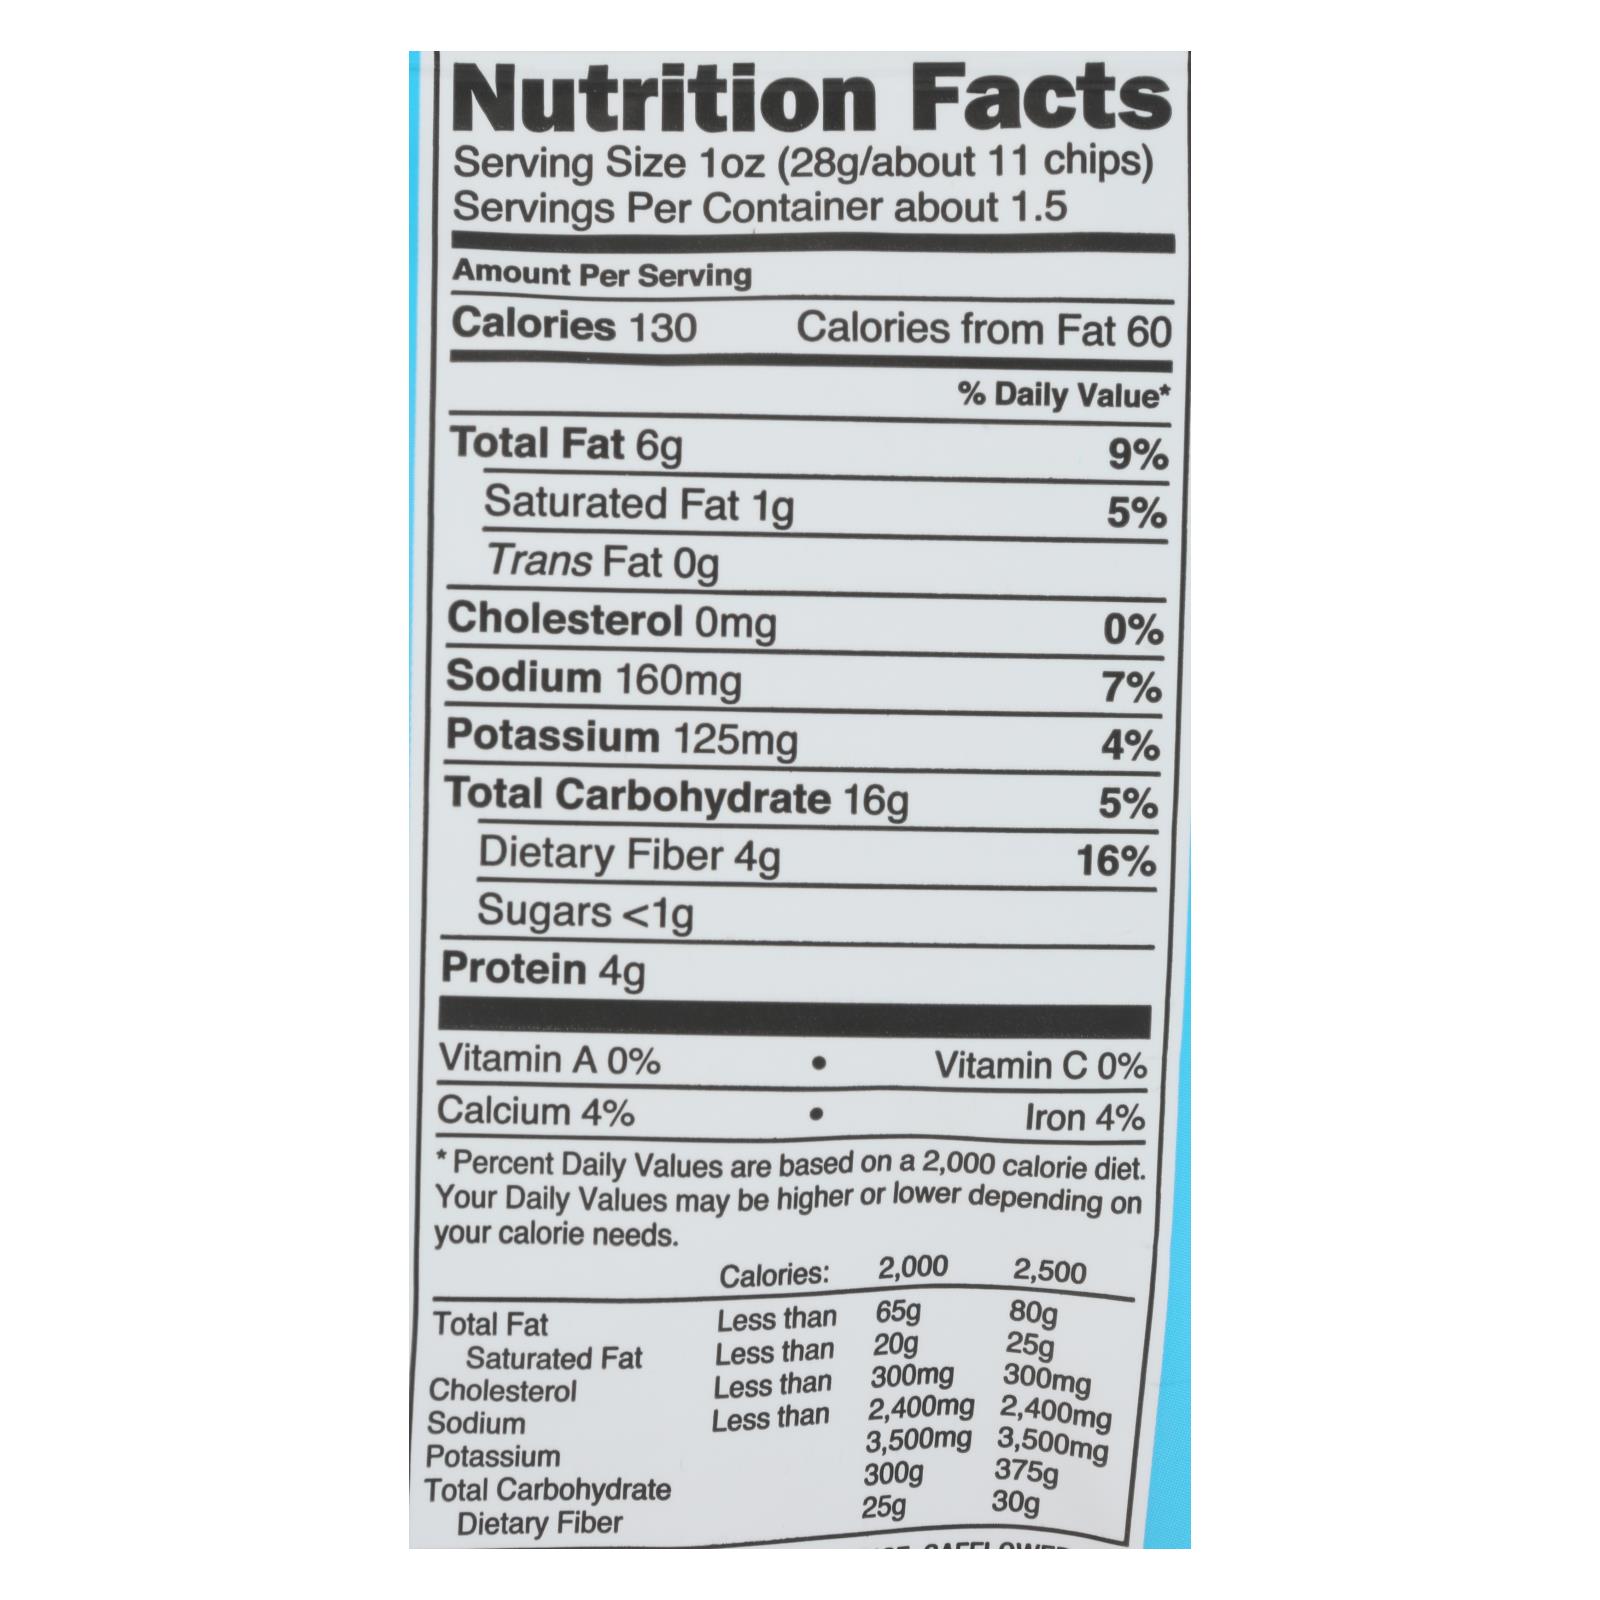 Nutrition Facts
Serving Size 1oz (28g/about 11 chips)
Servings Per Container about 1.5
Amount Per Serving
Calories 130 Calories from Fat 60
% Daily Value*
Total Fat 6g 9%
Saturated Fat 1g 5%
Trans Fat 0g
Cholesterol 0mg 0%
Sodium 160mg 7%
Potassium 125mg 4%
Total Carbohydrate 16g 5%
Dietary Fiber 4g 16%
Sugars <1g
Protein 4g
Vitamin A 0% • Vitamin C 0%
Calcium 4% • Iron 4%
* Percent Daily Values are based on a 2,000 calorie diet.
Your Daily Values may be higher or lower depending on
your calorie needs.
Calories: 2,000 2,500
Total Fat Less than 65g 80g
Saturated Fat Less than 20g 25g
Cholesterol Less than 300mg 300mg
Sodium Less than 2,400mg 2,400mg
Potassium 3,500mg 3,500mg
Total Carbohydrate 300g 375g
Dietary Fiber 25g 30g